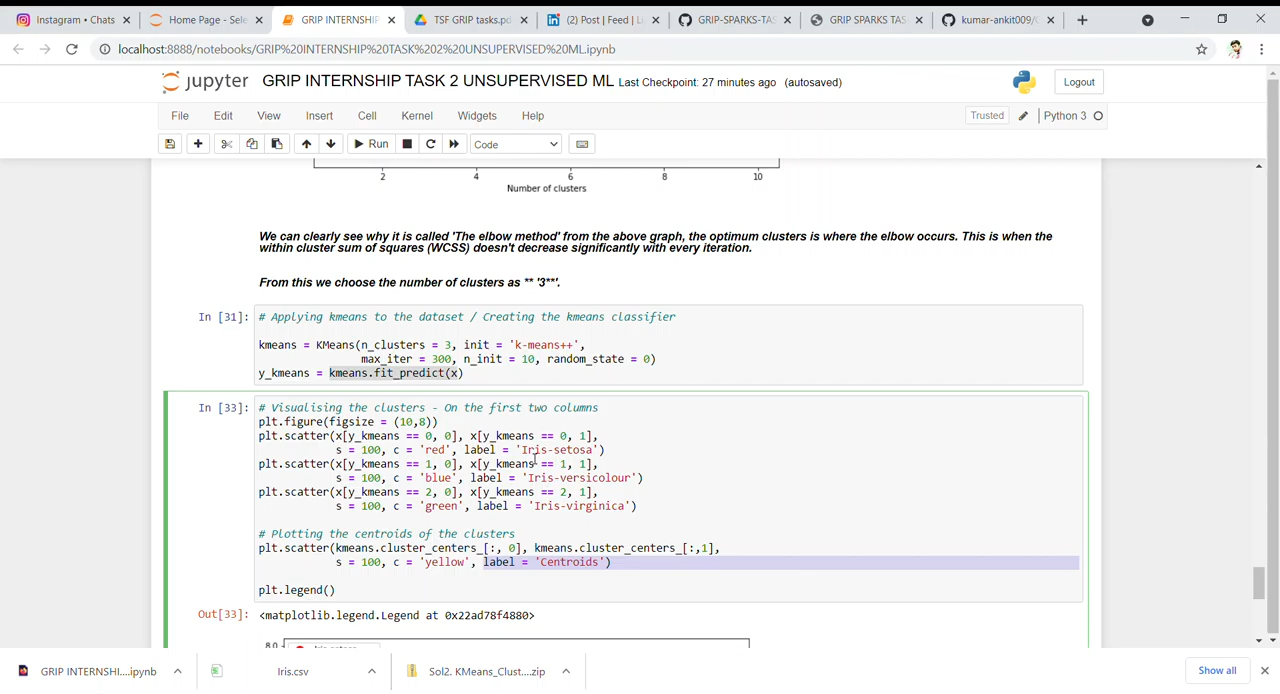 Instagram • Chats
Home Page - Sele
GRIP INTERNSHIP
TSF GRIP tasks.pd
(2) Post | Feed | Li
GRIP-SPARKS-TAS
GRIP SPARKS TAS
kumar-ankit009/C
localhost:8888/notebooks/GRIP%20INTERNSHIP%20TASK%202%20UNSUPERVISED%20ML.ipynb
jupyter GRIP INTERNSHIP TASK 2 UNSUPERVISED ML Last Checkpoint: 27 minutes ago (autosaved)
Logout
File Edit View Insert Cell Kernel Widgets Help
Trusted
Python 3
Run
Code
2 4 6 8 10
Number of clusters
We can clearly see why it is called 'The elbow method' from the above graph, the optimum clusters is where the elbow occurs. This is when the
within cluster sum of squares (WCSS) doesn't decrease significantly with every iteration.
From this we choose the number of clusters as ** '3**'.
In [31]: # Applying kmeans to the dataset / Creating the kmeans classifier
kmeans = KMeans(n_clusters = 3, init = 'k-means++',
max_iter = 300, n_init = 10, random_state = 0)
y_kmeans = kmeans.fit_predict(x)
In [33]: # Visualising the clusters - On the first two columns
plt.figure(figsize = (10,8))
plt.scatter(x[y_kmeans == 0, 0], x[y_kmeans == 0, 1],
s = 100, c = 'red', label = 'Iris-setosa')
plt.scatter(x[y_kmeans == 1, 0], x[y_kmeans == 1, 1],
s = 100, c = 'blue', label = 'Iris-versicolour')
plt.scatter(x[y_kmeans == 2, 0], x[y_kmeans == 2, 1],
s = 100, c = 'green', label = 'Iris-virginica')
# Plotting the centroids of the clusters
plt.scatter(kmeans.cluster_centers_[:, 0], kmeans.cluster_centers_[:,1],
s = 100, c = 'yellow', label = 'Centroids')
plt.legend()
Out[33]: <matplotlib.legend.Legend at 0x22ad78f4880>
8.0
GRIP INTERNSHI....ipynb
Iris.csv
Sol2. KMeans_Clust....zip
Show all